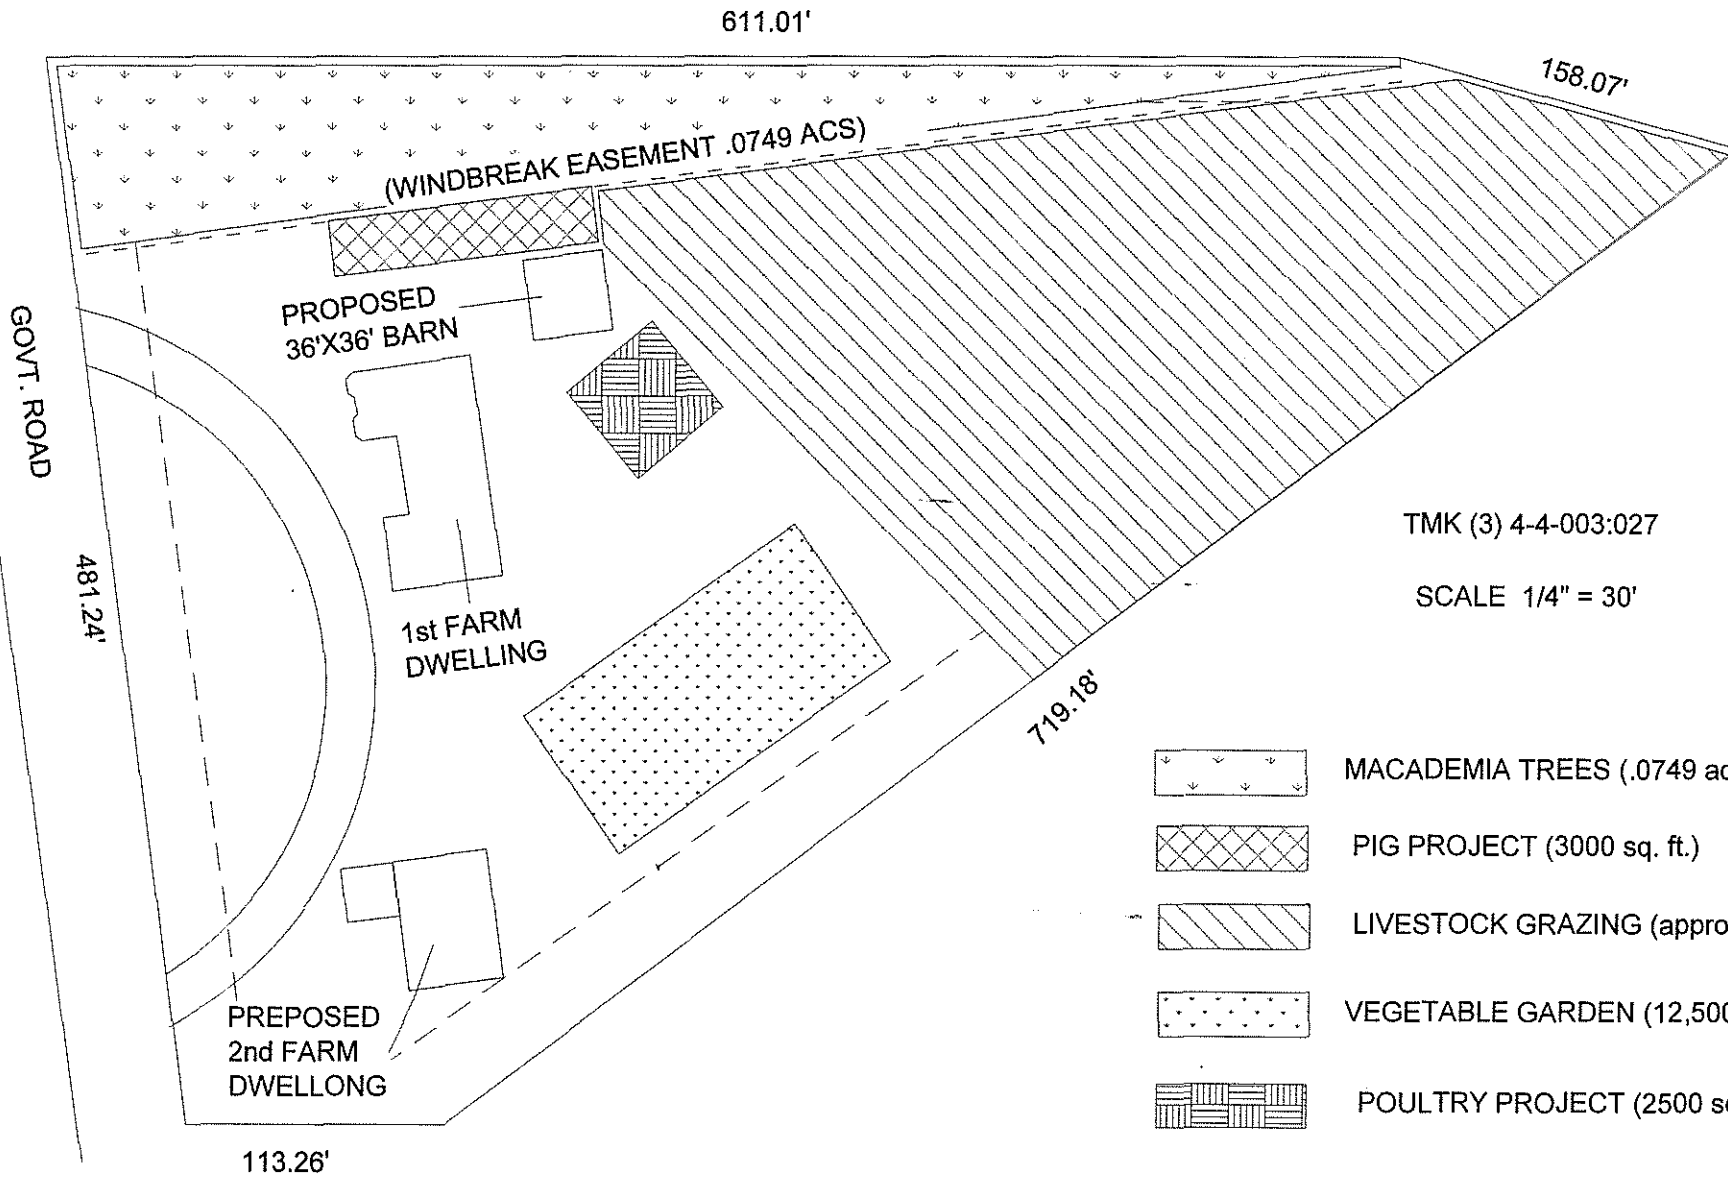 611.01'
158.07'
(WINDBREAK EASEMENT .0749 ACS)
PROPOSED
36'X36' BARN
GOVT. ROAD
481.24'
1st FARM
DWELLING
TMK (3) 4-4-003:027
SCALE 1/4" = 30'
719.18'
MACADEMIA TREES (.0749 ac
PIG PROJECT (3000 sq. ft.)
LIVESTOCK GRAZING (appro
VEGETABLE GARDEN (12,500
POULTRY PROJECT (2500 s
PREPOSED
2nd FARM
DWELLONG
113.26'